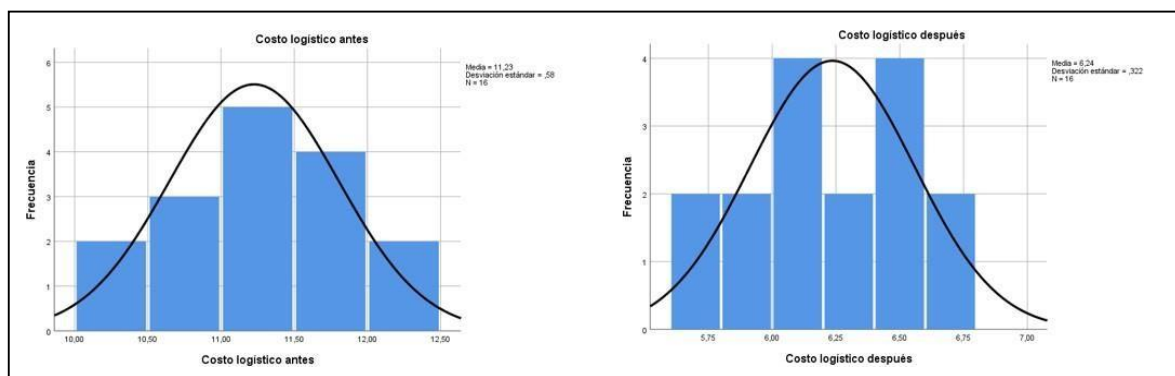 Costo logístico antes
Media = 11,23
Desviación estándar = ,58
N = 16
6
5
4
3
2
1
0
Frecuencia
10,00 10,50 11,00 11,50 12,00 12,50
Costo logístico antes
Costo logístico después
Media = 6,24
Desviación estándar = ,322
N = 16
4
3
2
1
0
Frecuencia
5,75 6,00 6,25 6,50 6,75 7,00
Costo logístico después